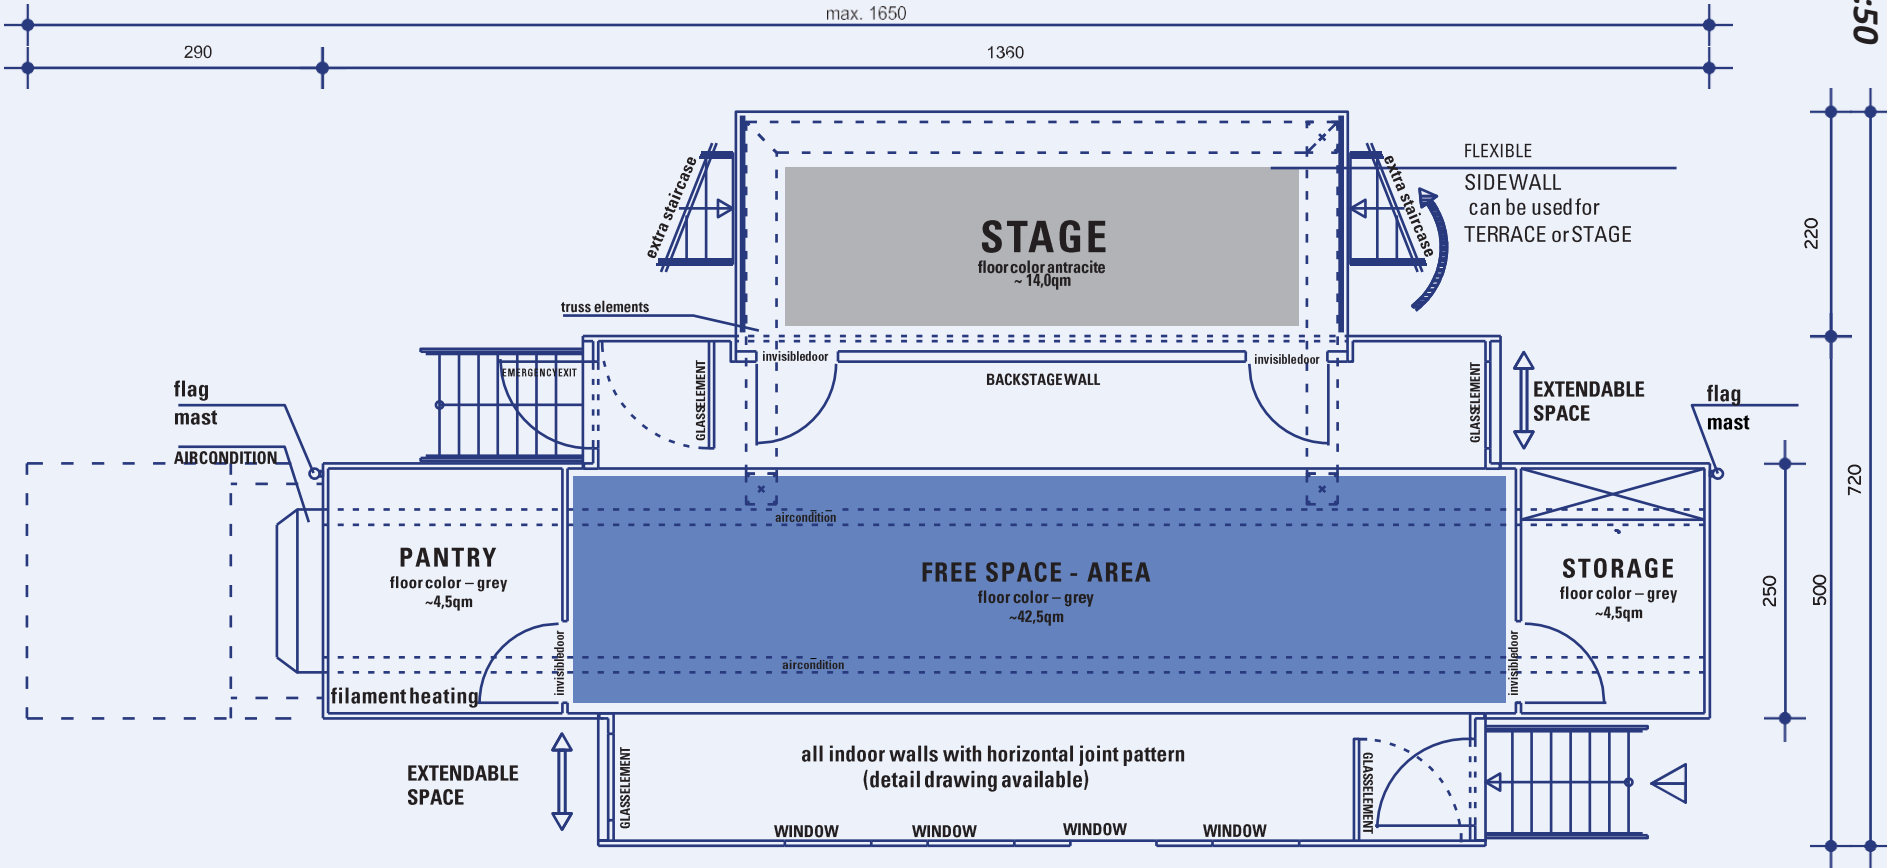 max. 1650
:50
290
1360
FLEXIBLE
SIDEWALL
can be used for
TERRACE or STAGE
extra staircase
extra staircase
STAGE
floor color antracite
~ 14,0qm
220
truss elements
invisibledoor
invisibledoor
BACKSTAGE WALL
EMERGENCY EXIT
GLASSELEMENT
GLASSELEMENT
EXTENDABLE
SPACE
flag
mast
flag
mast
AIRCONDITION
720
aircondition
PANTRY
floor color – grey
~4,5qm
FREE SPACE - AREA
floor color – grey
~42,5qm
STORAGE
floor color – grey
~4,5qm
250
500
invisibledoor
invisibledoor
aircondition
filament heating
EXTENDABLE
SPACE
GLASSELEMENT
all indoor walls with horizontal joint pattern
(detail drawing available)
GLASSELEMENT
WINDOW
WINDOW
WINDOW
WINDOW